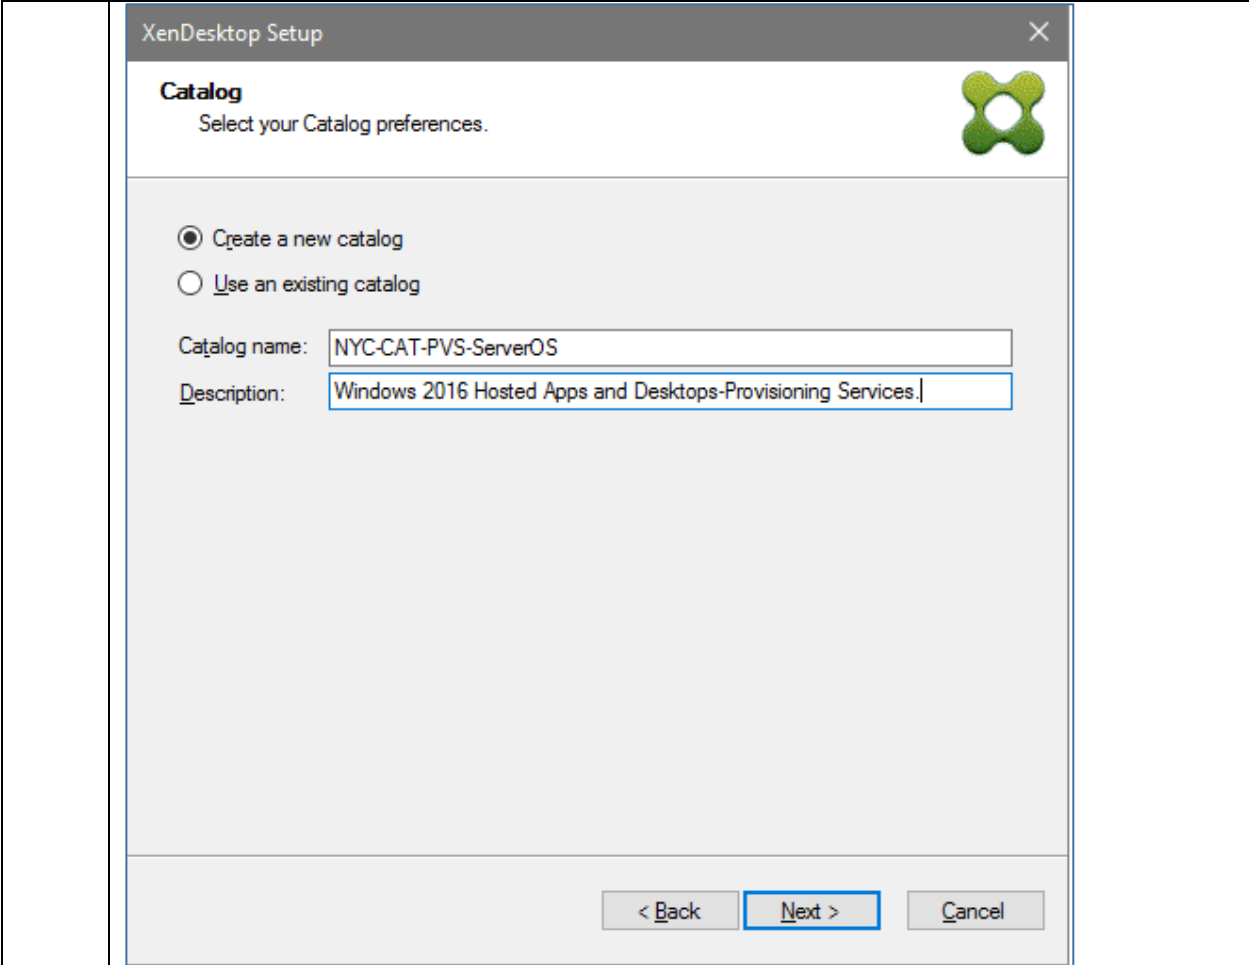 XenDesktop Setup
Catalog
Select your Catalog preferences.
Create a new catalog
Use an existing catalog
Catalog name: NYC-CAT-PVS-ServerOS
Description: Windows 2016 Hosted Apps and Desktops-Provisioning Services.
< Back Next > Cancel